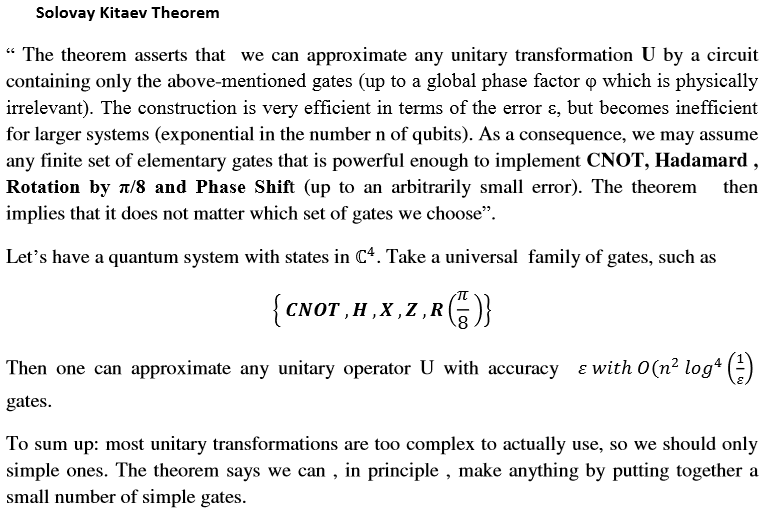 Solovay Kitaev Theorem
“ The theorem asserts that we can approximate any unitary transformation U by a circuit
containing only the above-mentioned gates (up to a global phase factor φ which is physically
irrelevant). The construction is very efficient in terms of the error ε, but becomes inefficient
for larger systems (exponential in the number n of qubits). As a consequence, we may assume
any finite set of elementary gates that is powerful enough to implement CNOT, Hadamard ,
Rotation by π/8 and Phase Shift (up to an arbitrarily small error). The theorem then
implies that it does not matter which set of gates we choose”.
Let’s have a quantum system with states in ℂ⁴. Take a universal family of gates, such as
{ CNOT , H , X , Z , R (π/8) }
Then one can approximate any unitary operator U with accuracy ε with O(n² log⁴ (1/ε)
gates.
To sum up: most unitary transformations are too complex to actually use, so we should only
simple ones. The theorem says we can , in principle , make anything by putting together a
small number of simple gates.